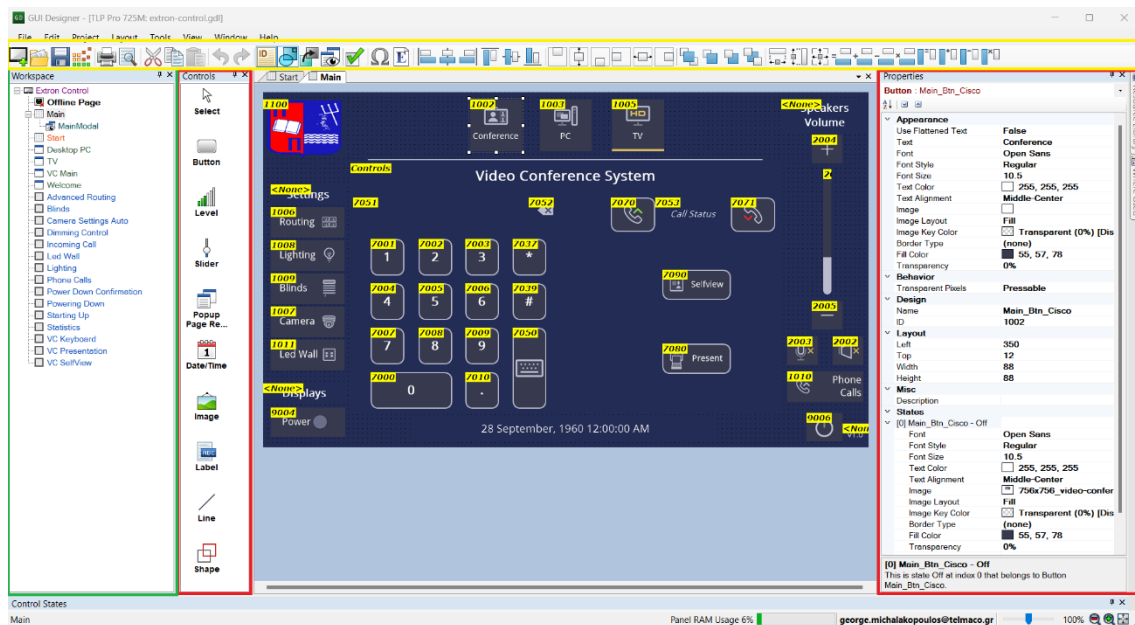 GUI Designer - [TLP Pro 725M: extron-control.gdl]
File Edit Project Layout Tools View Window Help
Workspace
Extron Control
Offline Page
Main
MainModal
Start
Desktop PC
TV
VC Main
Welcome
Advanced Routing
Blinds
Camera Settings Auto
Dimming Control
Incoming Call
Led Wall
Lighting
Phone Calls
Power Down Confirmation
Powering Down
Starting Up
Statistics
VC Keyboard
VC Presentation
VC SelfView
Controls
Select
Button
Level
Slider
Popup
Page Re...
Date/Time
Image
Label
Line
Shape
Start Main
1100
1002
Conference
1003
PC
1005
HD
TV
<None>
Speakers
Volume
2004
Controls
Video Conference System
<None>
Settings
7051
7052
7070
7053
Call Status
7071
1006
Routing
1008
Lighting
1009
Blinds
1007
Camera
1011
Led Wall
<None>
Displays
9004
Power
7001 7002 7003 7037
1 2 3 *
7004 7005 7006 7039
4 5 6 #
7007 7008 7009 7050
7 8 9
7000 7010
0 .
7090
Selfview
7080
Present
2005
2003 2002
1010
Phone
Calls
9006
V1.0
28 September, 1960 12:00:00 AM
Properties
Button : Main_Btn_Cisco
Appearance
Use Flattened Text False
Text Conference
Font Open Sans
Font Style Regular
Font Size 10.5
Text Color 255, 255, 255
Text Alignment Middle-Center
Image
Image Layout Fill
Image Key Color Transparent (0%) [Dis
Border Type (none)
Fill Color 55, 57, 78
Transparency 0%
Behavior
Transparent Pixels Pressable
Design
Name Main_Btn_Cisco
ID 1002
Layout
Left 350
Top 12
Width 88
Height 88
Misc
Description
States
[0] Main_Btn_Cisco - Off
Font Open Sans
Font Style Regular
Font Size 10.5
Text Color 255, 255, 255
Text Alignment Middle-Center
Image 756x756_video-confer
Image Layout Fill
Image Key Color Transparent (0%) [Dis
Border Type (none)
Fill Color 55, 57, 78
Transparency 0%
[0] Main_Btn_Cisco - Off
This is state Off at index 0 that belongs to Button
Main_Btn_Cisco.
Control States
Main
Panel RAM Usage 6%
george.michalakopoulos@telmaco.gr
100%